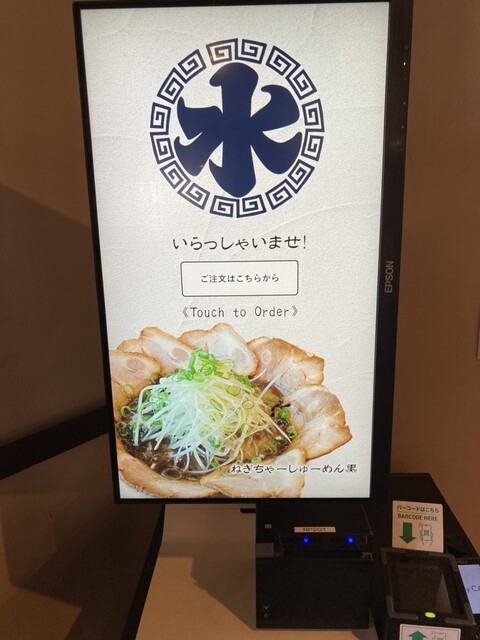 氷
いらっしゃいませ!
ご注文はこちらから
《Touch to Order》
ねぎちゃーしゅーめん黒
EPSON
バーコードはこちら
BARCODE HERE